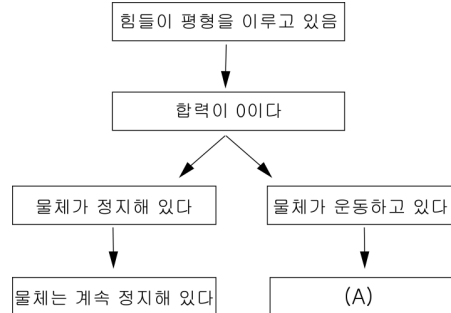 힘들이 평형을 이루고 있음
합력이 0이다
물체가 정지해 있다
물체가 운동하고 있다
물체는 계속 정지해 있다
(A)